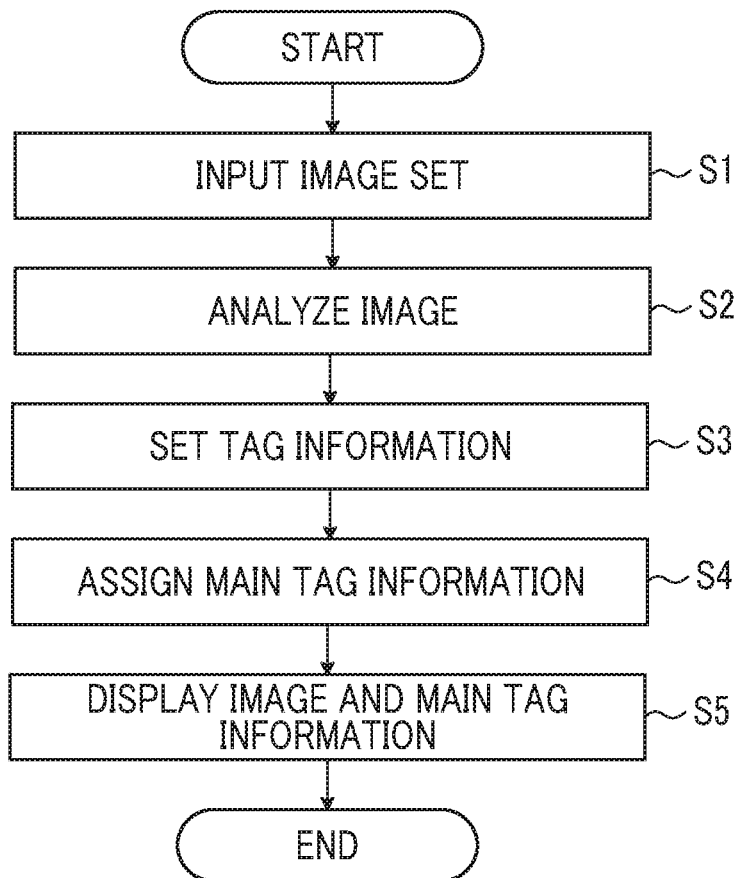 START
INPUT IMAGE SET
S1
ANALYZE IMAGE
S2
SET TAG INFORMATION
S3
ASSIGN MAIN TAG INFORMATION
S4
DISPLAY IMAGE AND MAIN TAG
INFORMATION
S5
END